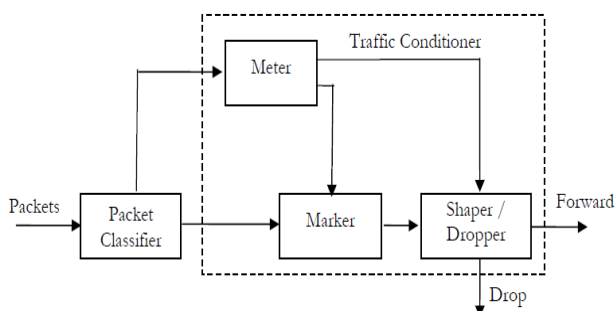 Traffic Conditioner
Meter
Packets
Packet
Classifier
Marker
Shaper /
Dropper
Forward
Drop